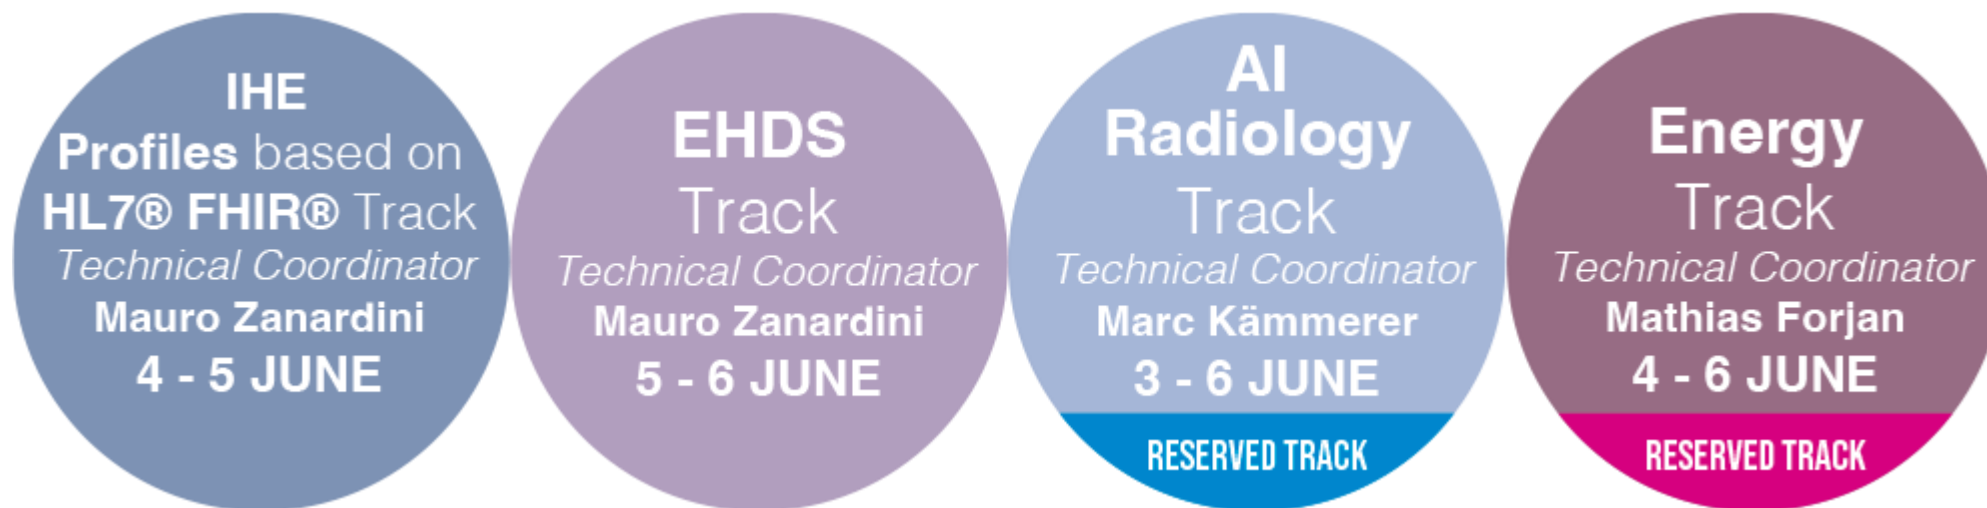 IHE
Profiles based on
HL7® FHIR® Track
Technical Coordinator
Mauro Zanardini
4 - 5 JUNE
EHDS
Track
Technical Coordinator
Mauro Zanardini
5 - 6 JUNE
AI
Radiology
Track
Technical Coordinator
Marc Kämmerer
3 - 6 JUNE
RESERVED TRACK
Energy
Track
Technical Coordinator
Mathias Forjan
4 - 6 JUNE
RESERVED TRACK